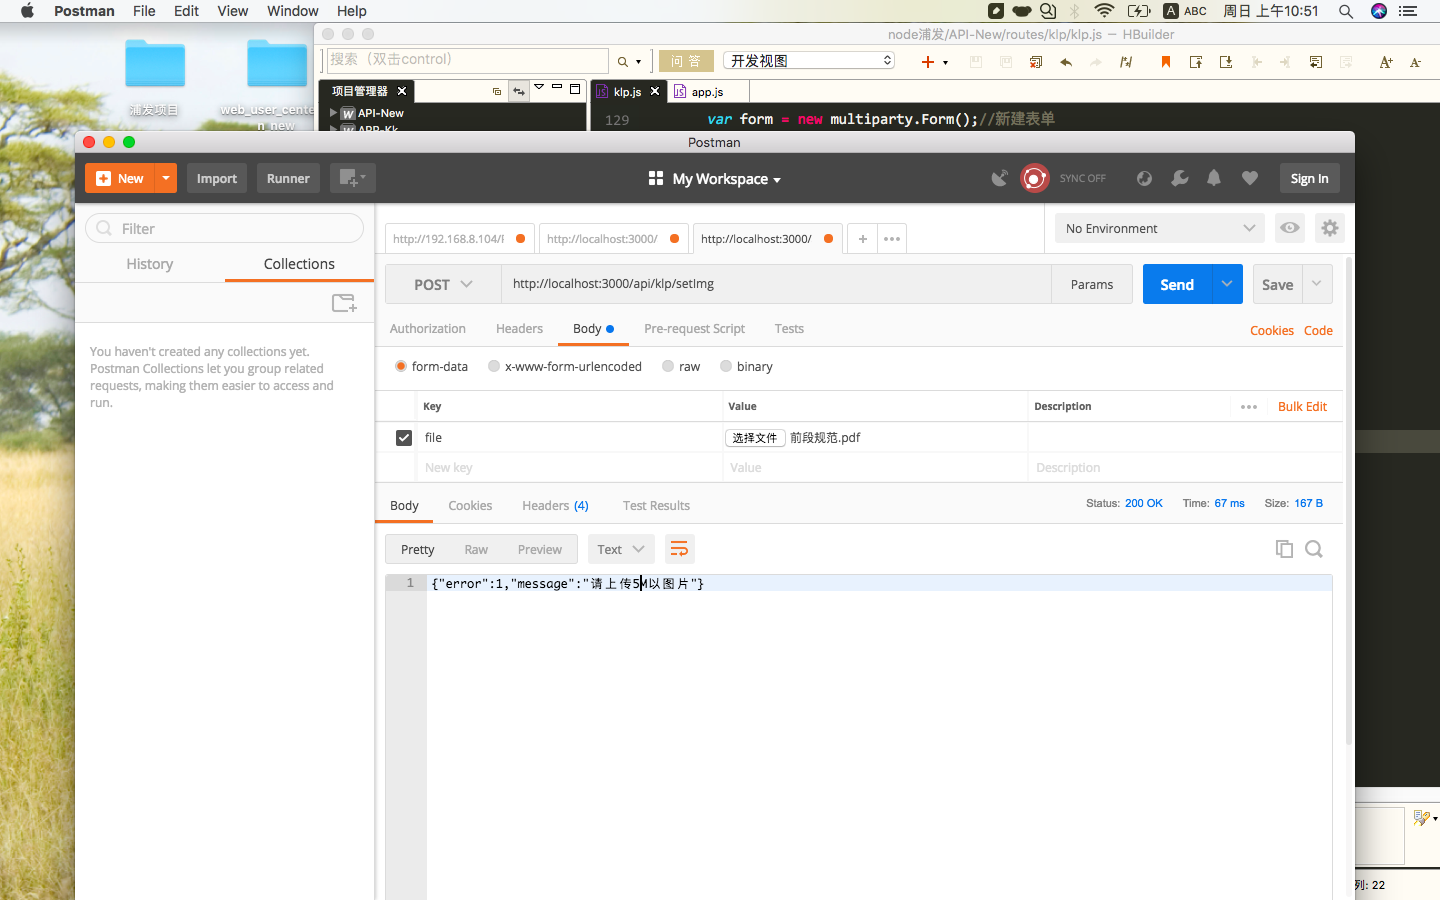 Postman File Edit View Window Help
ABC 周日 上午10:51
浦发项目
web_user_cente
n_new
node浦发/API-New/routes/klp/klp.js — HBuilder
搜索（双击control)
问 答
开发视图
项目管理器
klp.js
app.js
API-New
APP-Kk
129 var form = new multiparty.Form();//新建表单
Postman
New
Import
Runner
My Workspace
SYNC OFF
Sign In
Filter
History
Collections
You haven't created any collections yet.
Postman Collections let you group related
requests, making them easier to access and
run.
http://192.168.8.104/
http://localhost:3000/
http://localhost:3000/
No Environment
POST
http://localhost:3000/api/klp/setImg
Params
Send
Save
Authorization
Headers
Body
Pre-request Script
Tests
Cookies
Code
form-data
x-www-form-urlencoded
raw
binary
Key
Value
Description
Bulk Edit
file
选择文件 前段规范.pdf
New key
Value
Description
Body
Cookies
Headers (4)
Test Results
Status: 200 OK
Time: 67 ms
Size: 167 B
Pretty
Raw
Preview
Text
1 {"error":1,"message":"请上传5M以图片"}
列: 22